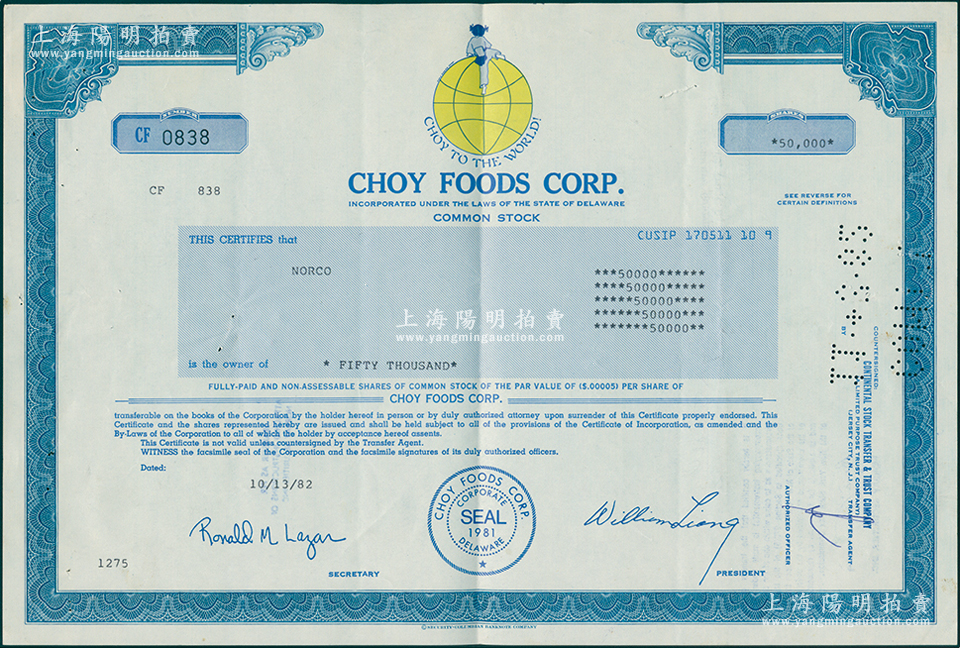 上海陽明拍賣
www.yangmingauction.com
NUMBER
CF 0838
SHARES
*50,000*
CHOY TO THE WORLD!
CF 838
CHOY FOODS CORP.
INCORPORATED UNDER THE LAWS OF THE STATE OF DELAWARE
COMMON STOCK
SEE REVERSE FOR
CERTAIN DEFINITIONS
THIS CERTIFIES that
CUSIP 170511 10 9
NORCO
***50000******
****50000*****
*****50000****
******50000***
*******50000**
上海陽明拍賣
www.yangmingauction.com
is the owner of * FIFTY THOUSAND*
FULLY-PAID AND NON-ASSESSABLE SHARES OF COMMON STOCK OF THE PAR VALUE OF ($.00005) PER SHARE OF
CHOY FOODS CORP.
transferable on the books of the Corporation by the holder hereof in person or by duly authorized attorney upon surrender of this Certificate properly endorsed. This
Certificate and the shares represented hereby are issued and shall be held subject to all of the provisions of the Certificate of Incorporation, as amended and the
By-Laws of the Corporation to all of which the holder by acceptance hereof assents.
This Certificate is not valid unless countersigned by the Transfer Agent.
WITNESS the facsimile seal of the Corporation and the facsimile signatures of its duly authorized officers.
Dated:
10/13/82
CHOY FOODS CORP.
CORPORATE
SEAL
1981
DELAWARE
Ronald M Lazar
William Liang
1275
SECRETARY
PRESIDENT
COUNTERSIGNED:
CONTINENTAL STOCK TRANSFER & TRUST COMPANY
(LIMITED PURPOSE TRUST COMPANY)
(JERSEY CITY, N. J.)
TRANSFER AGENT
BY
AUTHORIZED OFFICER
上海陽明拍賣
www.yangmingauction.com
© SECURITY-COLUMBIAN BANKNOTE COMPANY